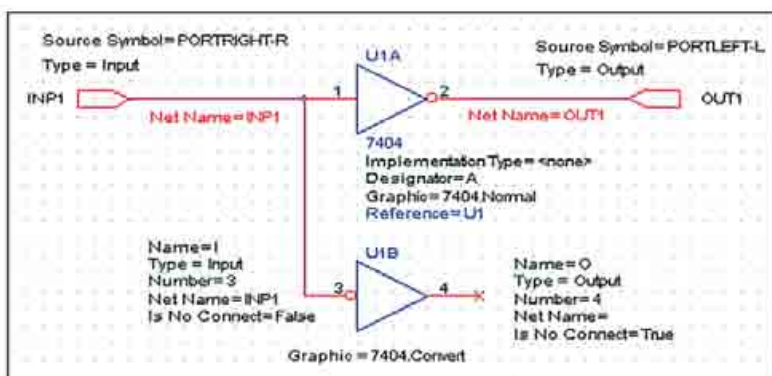 Source Symbol=PORTRIGHT-R
Type = Input
INP1
Net Name=INP1
U1A
1
2
7404
Implementation Type = <none>
Designator=A
Graphic=7404.Normal
Reference=U1
Source Symbol=PORTLEFT-L
Type = Output
Net Name=OUT1
OUT1
Name=I
Type = Input
Number=3
Net Name=INP1
Is No Connect=False
U1B
3
4
Graphic = 7404.Convert
Name=O
Type = Output
Number=4
Net Name=
Is No Connect=True